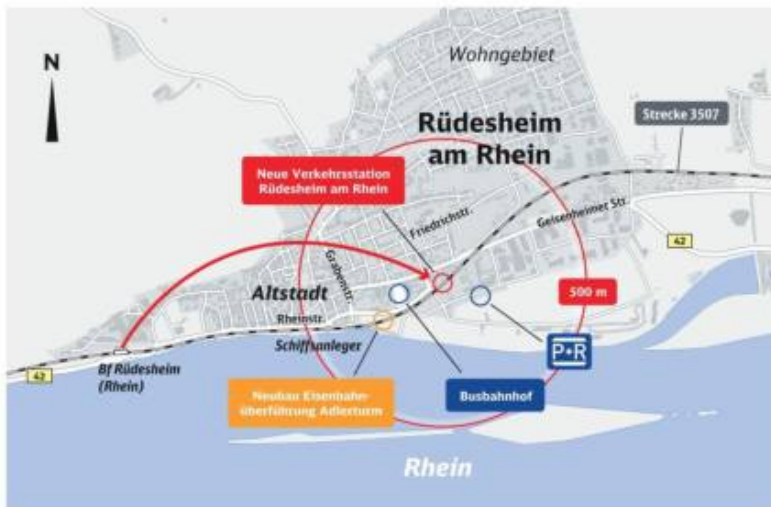 N
Wohngebiet
Rüdesheim
am Rhein
Strecke 3507
Neue Verkehrsstation
Rüdesheim am Rhein
Friedrichstr.
Geisenheimer Str.
42
Grabenstr.
Altstadt
500 m
Rheinstr.
Schiffsanleger
P+R
Bf Rüdesheim
(Rhein)
42
Neubau Eisenbahn-
überführung Adlerturm
Busbahnhof
Rhein